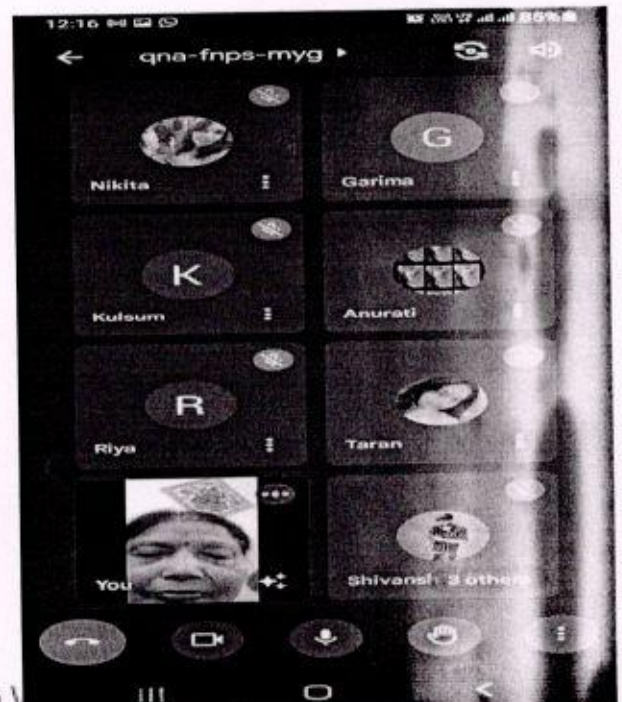 12:16
85%
qna-fnps-myg
G
Nikita
Garima
K
Kulsum
Anurati
R
Riya
Taran
You
Shivansh 3 others